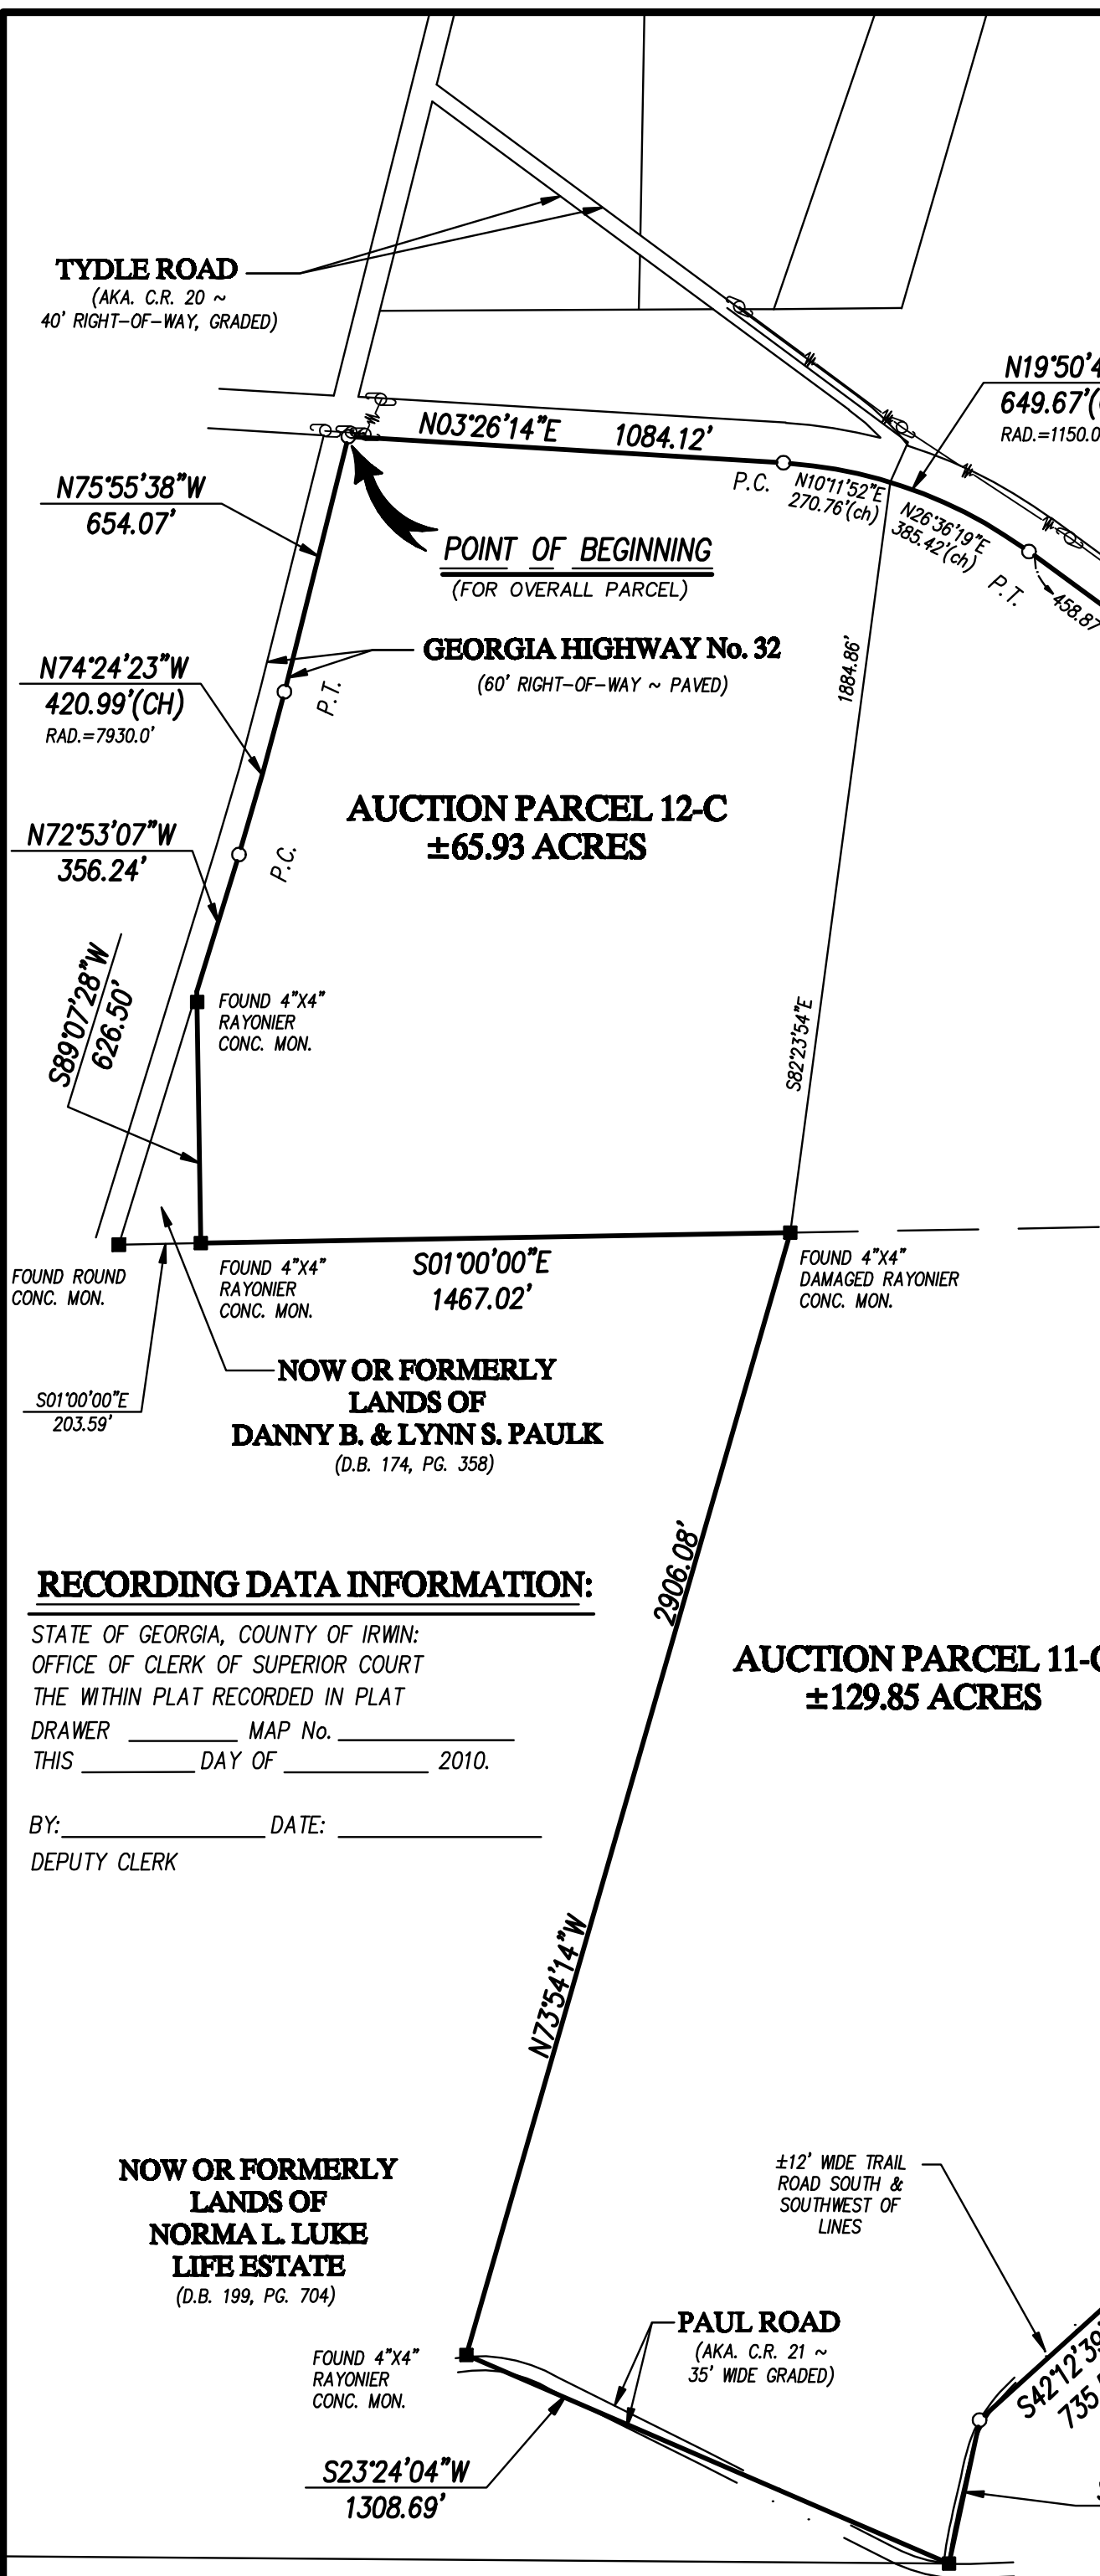 TYDLE ROAD
(AKA. C.R. 20 ~
40' RIGHT-OF-WAY, GRADED)
N19°50'4
649.67'(
RAD.=1150.0
N03°26'14"E 1084.12'
P.C.
N10°11'52"E
270.76'(ch)
N26°36'19"E
385.42'(ch)
P.T.
458.87'
N75°55'38"W
654.07'
POINT OF BEGINNING
(FOR OVERALL PARCEL)
GEORGIA HIGHWAY No. 32
(60' RIGHT-OF-WAY ~ PAVED)
P.T.
N74°24'23"W
420.99'(CH)
RAD.=7930.0'
1884.86'
S82°23'54"E
AUCTION PARCEL 12-C
±65.93 ACRES
N72°53'07"W
356.24'
P.C.
S89°07'28"W
626.50'
FOUND 4"X4"
RAYONIER
CONC. MON.
FOUND ROUND
CONC. MON.
FOUND 4"X4"
RAYONIER
CONC. MON.
S01°00'00"E
1467.02'
FOUND 4"X4"
DAMAGED RAYONIER
CONC. MON.
S01°00'00"E
203.59'
NOW OR FORMERLY
LANDS OF
DANNY B. & LYNN S. PAULK
(D.B. 174, PG. 358)
2906.08'
N73°54'14"W
RECORDING DATA INFORMATION:
STATE OF GEORGIA, COUNTY OF IRWIN:
OFFICE OF CLERK OF SUPERIOR COURT
THE WITHIN PLAT RECORDED IN PLAT
DRAWER MAP No.
THIS DAY OF 2010.
BY: DATE:
DEPUTY CLERK
AUCTION PARCEL 11-C
±129.85 ACRES
NOW OR FORMERLY
LANDS OF
NORMA L. LUKE
LIFE ESTATE
(D.B. 199, PG. 704)
±12' WIDE TRAIL
ROAD SOUTH &
SOUTHWEST OF
LINES
PAUL ROAD
(AKA. C.R. 21 ~
35' WIDE GRADED)
FOUND 4"X4"
RAYONIER
CONC. MON.
S42°12'39
735.
S23°24'04"W
1308.69'